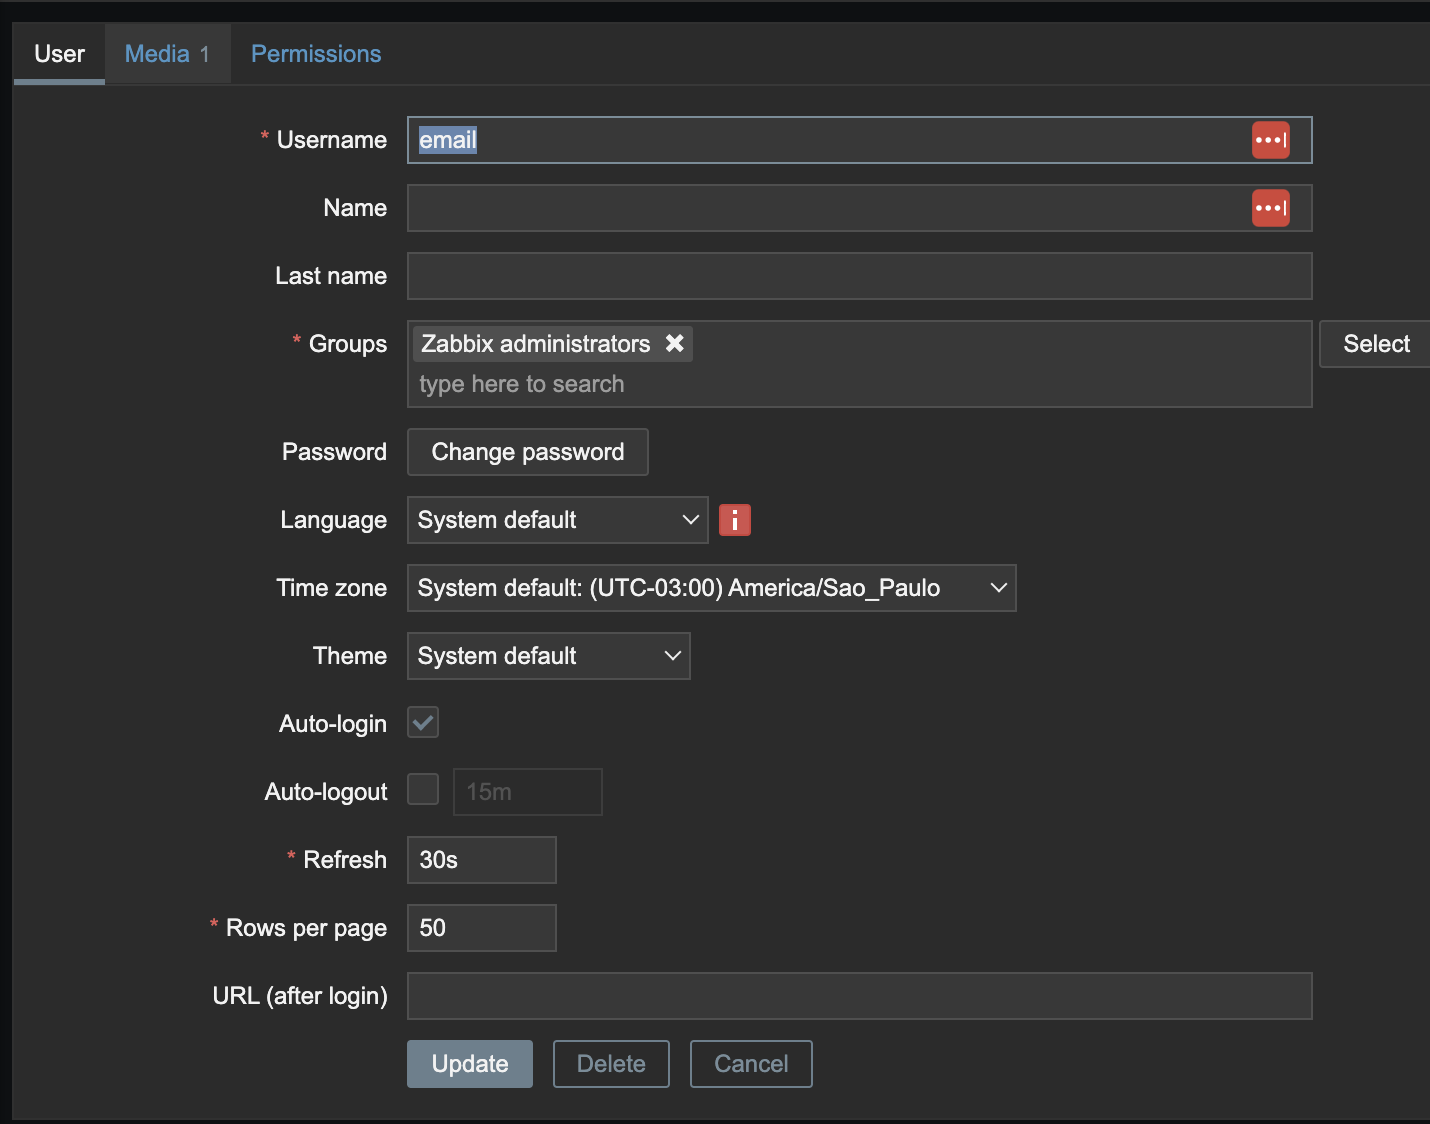 User Media 1 Permissions
* Username email
* Name
Last name
* Groups Zabbix administrators Select
type here to search
Password Change password
Language System default
Time zone System default: (UTC-03:00) America/Sao_Paulo
Theme System default
Auto-login
Auto-logout 15m
* Refresh 30s
* Rows per page 50
URL (after login)
Update Delete Cancel